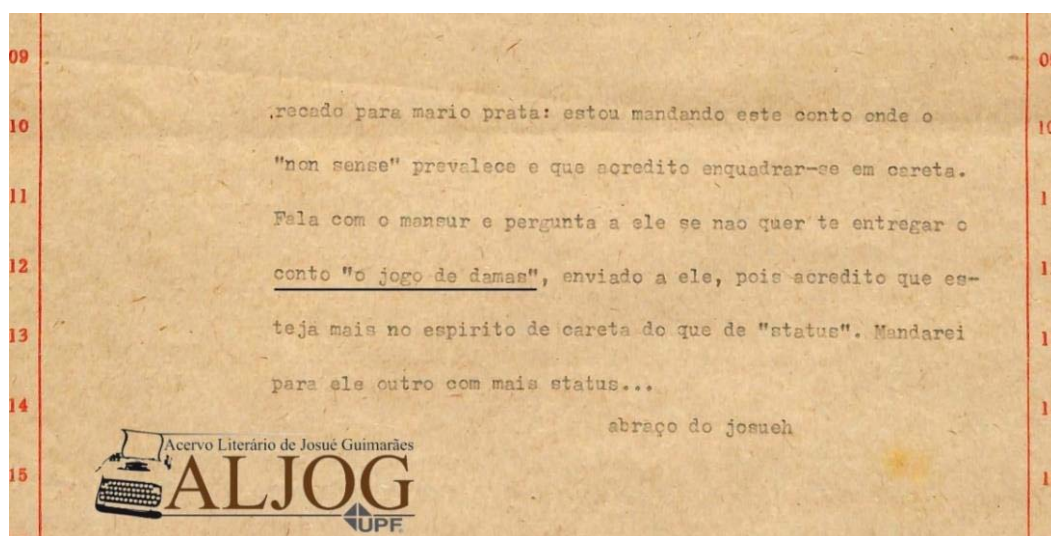 09
10
11
12
13
14
15
recado para mario prata: estou mandando este conto onde o
"non sense" prevalece e que acredito enquadrar-se em careta.
Fala com o mansur e pergunta a ele se nao quer te entregar o
conto "o jogo de damas", enviado a ele, pois acredito que es-
teja mais no espirito de careta do que de "status". Mandarei
para ele outro com mais status...
abraço do josueh
Acervo Literário de Josué Guimarães
ALJOG
UPF